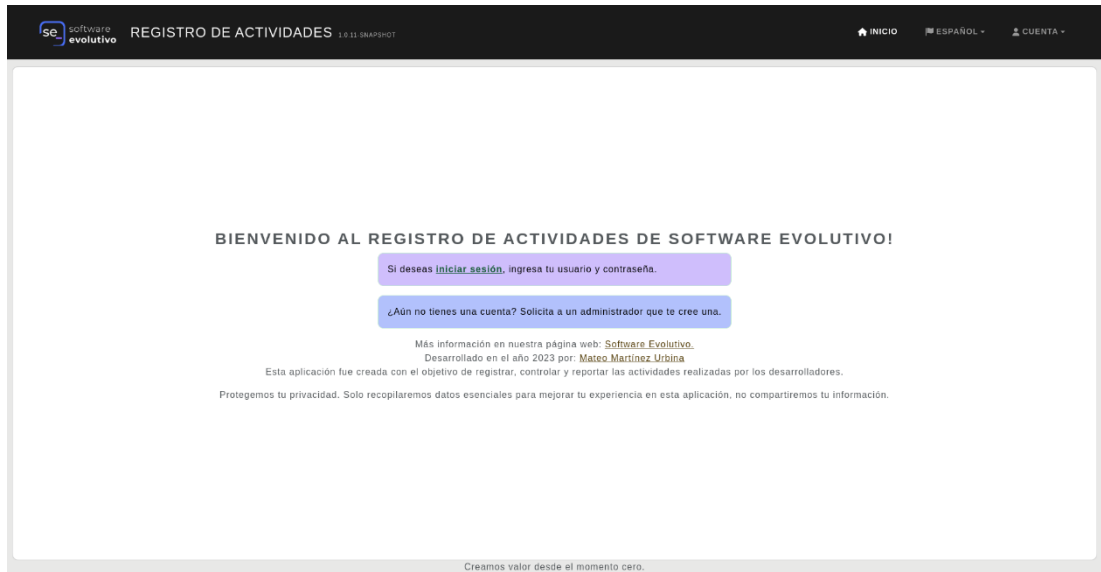 se_ software evolutivo
REGISTRO DE ACTIVIDADES 1.0.11-SNAPSHOT
INICIO
ESPAÑOL
CUENTA
BIENVENIDO AL REGISTRO DE ACTIVIDADES DE SOFTWARE EVOLUTIVO!
Si deseas iniciar sesión, ingresa tu usuario y contraseña.
¿Aún no tienes una cuenta? Solicita a un administrador que te cree una.
Más información en nuestra página web: Software Evolutivo.
Desarrollado en el año 2023 por: Mateo Martínez Urbina
Esta aplicación fue creada con el objetivo de registrar, controlar y reportar las actividades realizadas por los desarrolladores.
Protegemos tu privacidad. Solo recopilaremos datos esenciales para mejorar tu experiencia en esta aplicación, no compartiremos tu información.
Creamos valor desde el momento cero.